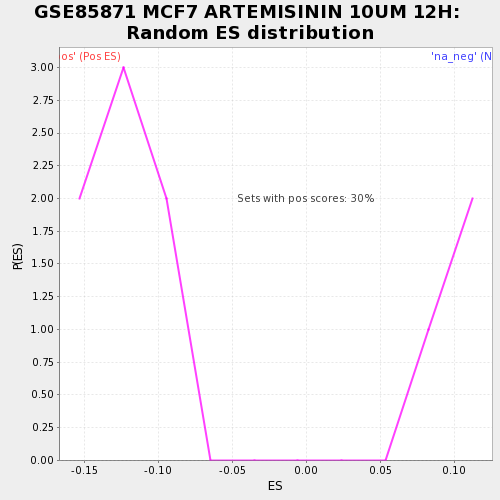 GSE85871 MCF7 ARTEMISININ 10UM 12H:
Random ES distribution
os' (Pos ES)
'na_neg' (N
3.00
2.75
2.50
2.25
2.00
1.75
1.50
1.25
1.00
0.75
0.50
0.25
0.00
P(ES)
Sets with pos scores: 30%
-0.15 -0.10 -0.05 0.00 0.05 0.10
ES